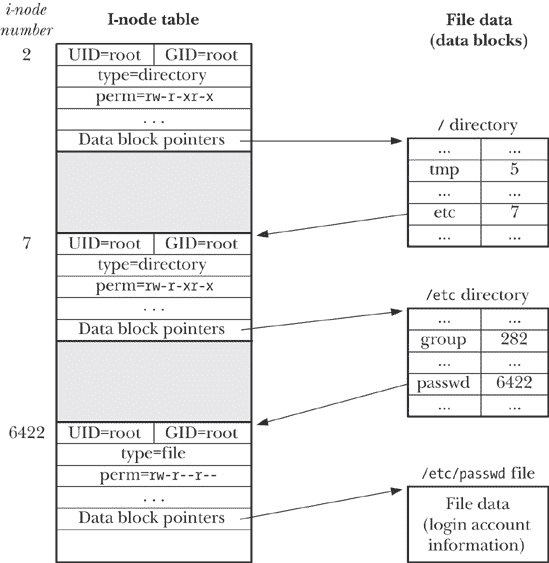 i-node
number
I-node table
File data
(data blocks)
2
UID=root GID=root
type=directory
perm=rw-r-xr-x
...
Data block pointers
/ directory
... ...
tmp 5
... ...
etc 7
... ...
7
UID=root GID=root
type=directory
perm=rw-r-xr-x
...
Data block pointers
/etc directory
... ...
group 282
... ...
passwd 6422
... ...
6422
UID=root GID=root
type=file
perm=rw-r--r--
...
Data block pointers
/etc/passwd file
File data
(login account
information)